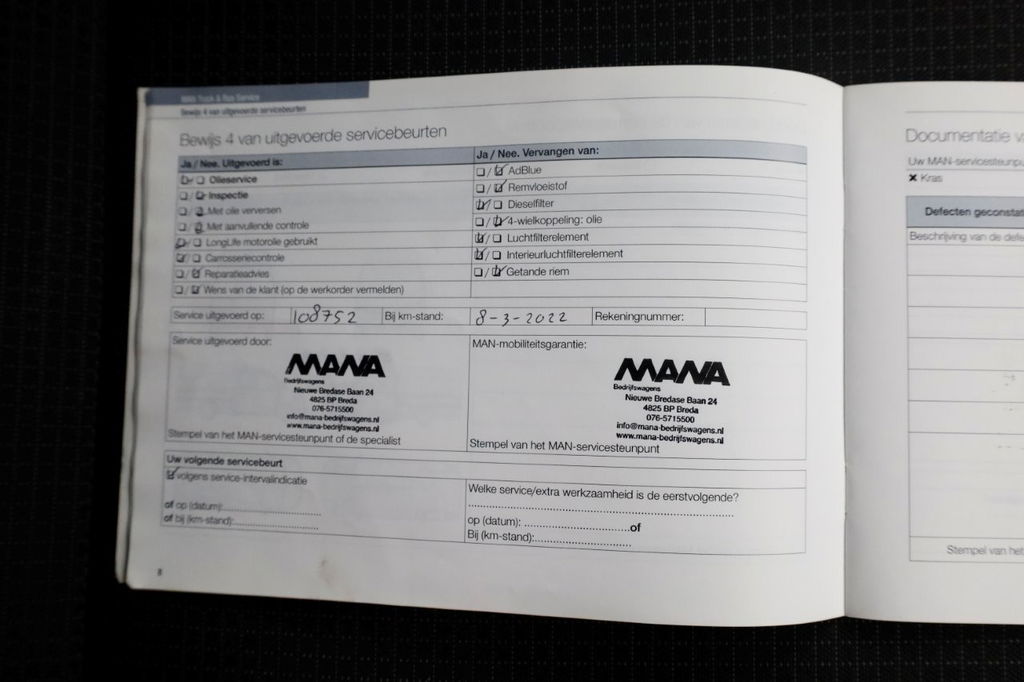 MAN Truck & Bus Service
Bewijs 4 van uitgevoerde servicebeurten
Bewijs 4 van uitgevoerde servicebeurten
Ja / Nee. Uitgevoerd is:
Olieservice
Inspectie
Met olie verversen
Met aanvullende controle
LongLife motorolie gebruikt
Carrosseriecontrole
Reparatieadvies
Wens van de klant (op de werkorder vermelden)
Ja / Nee. Vervangen van:
AdBlue
Remvloeistof
Dieselfilter
4-wielkoppeling: olie
Luchtfilterelement
Interieurluchtfilterelement
Getande riem
Service uitgevoerd op: 108752 Bij km-stand: 8-3-2022 Rekeningnummer:
Service uitgevoerd door:
MANA
Bedrijfswagens
Nieuwe Bredase Baan 24
4825 BP Breda
076-5715500
info@mana-bedrijfswagens.nl
www.mana-bedrijfswagens.nl
Stempel van het MAN-servicesteunpunt of de specialist
MAN-mobiliteitsgarantie:
MANA
Bedrijfswagens
Nieuwe Bredase Baan 24
4825 BP Breda
076-5715500
info@mana-bedrijfswagens.nl
www.mana-bedrijfswagens.nl
Stempel van het MAN-servicesteunpunt
Uw volgende servicebeurt
volgens service-intervalindicatie
of op (datum):
of bij (km-stand):
Welke service/extra werkzaamheid is de eerstvolgende?
op (datum): of
Bij (km-stand):
8
Documentatie v
Uw MAN-servicesteunpu
Kras
Defecten geconstat
Beschrijving van de defe
Stempel van het